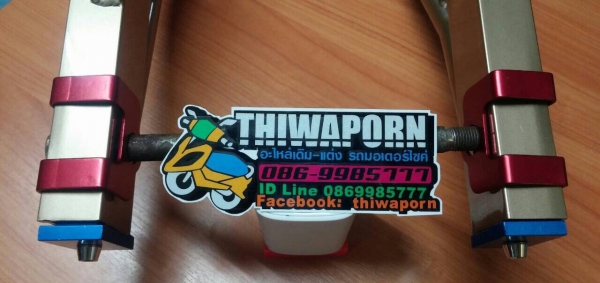 THIWAPORN
อะไหล่เดิม-แต่ง รถมอเตอร์ไซค์
086-9985777
ID Line 0869985777
Facebook: thiwaporn